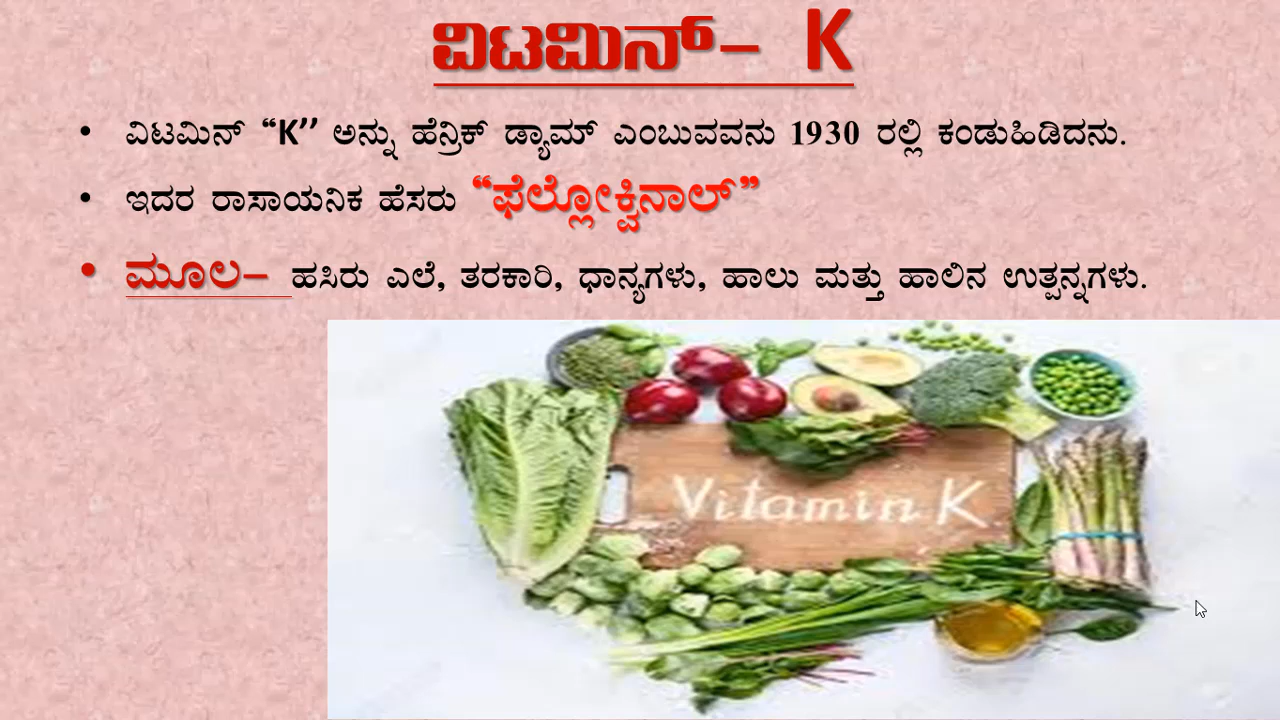 ವಿಟಮಿನ್– K
• ವಿಟಮಿನ್ “K’’ ಅನ್ನು ಹೆನ್ರಿಕ್ ಡ್ಯಾಮ್ ಎಂಬುವವನು 1930 ರಲ್ಲಿ ಕಂಡುಹಿಡಿದನು.
• ಇದರ ರಾಸಾಯನಿಕ ಹೆಸರು “ಫೆಲ್ಲೋಕ್ವಿನಾಲ್”
• ಮೂಲ– ಹಸಿರು ಎಲೆ, ತರಕಾರಿ, ಧಾನ್ಯಗಳು, ಹಾಲು ಮತ್ತು ಹಾಲಿನ ಉತ್ಪನ್ನಗಳು.
Vitamin K